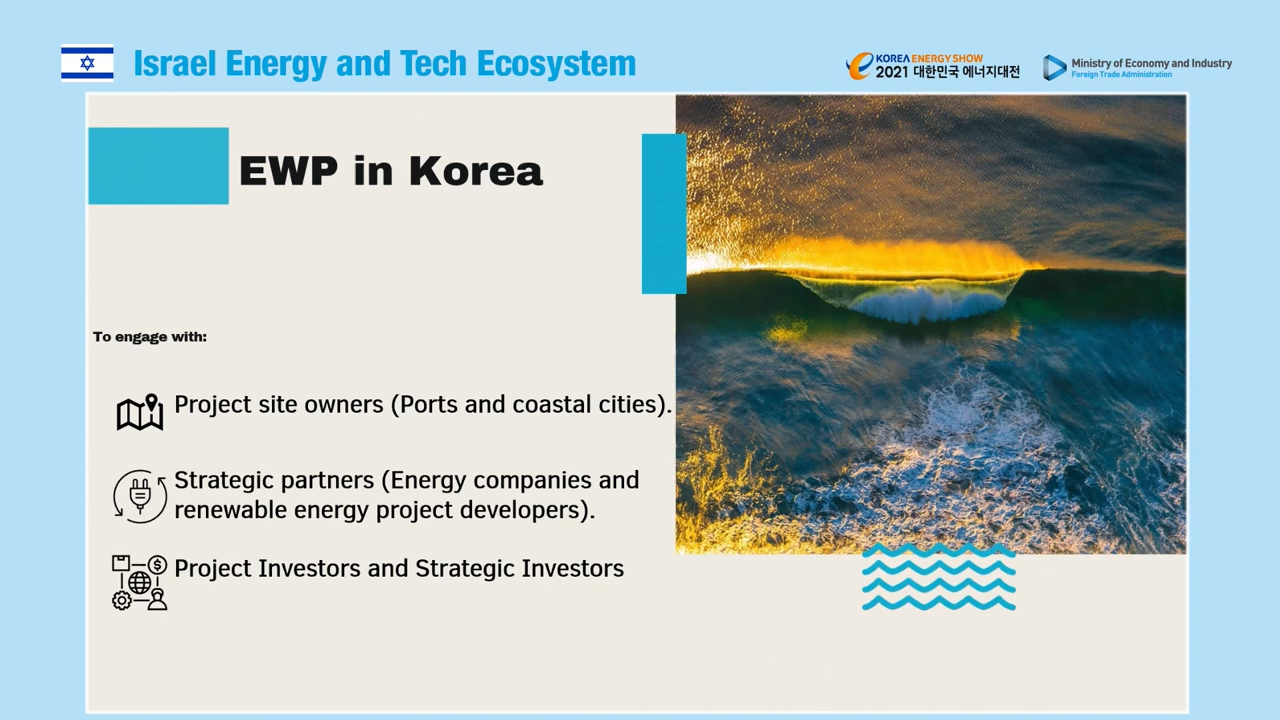 Israel Energy and Tech Ecosystem
KOREA ENERGY SHOW
2021 대한민국 에너지대전
Ministry of Economy and Industry
Foreign Trade Administration
EWP in Korea
To engage with:
Project site owners (Ports and coastal cities).
Strategic partners (Energy companies and
renewable energy project developers).
Project Investors and Strategic Investors